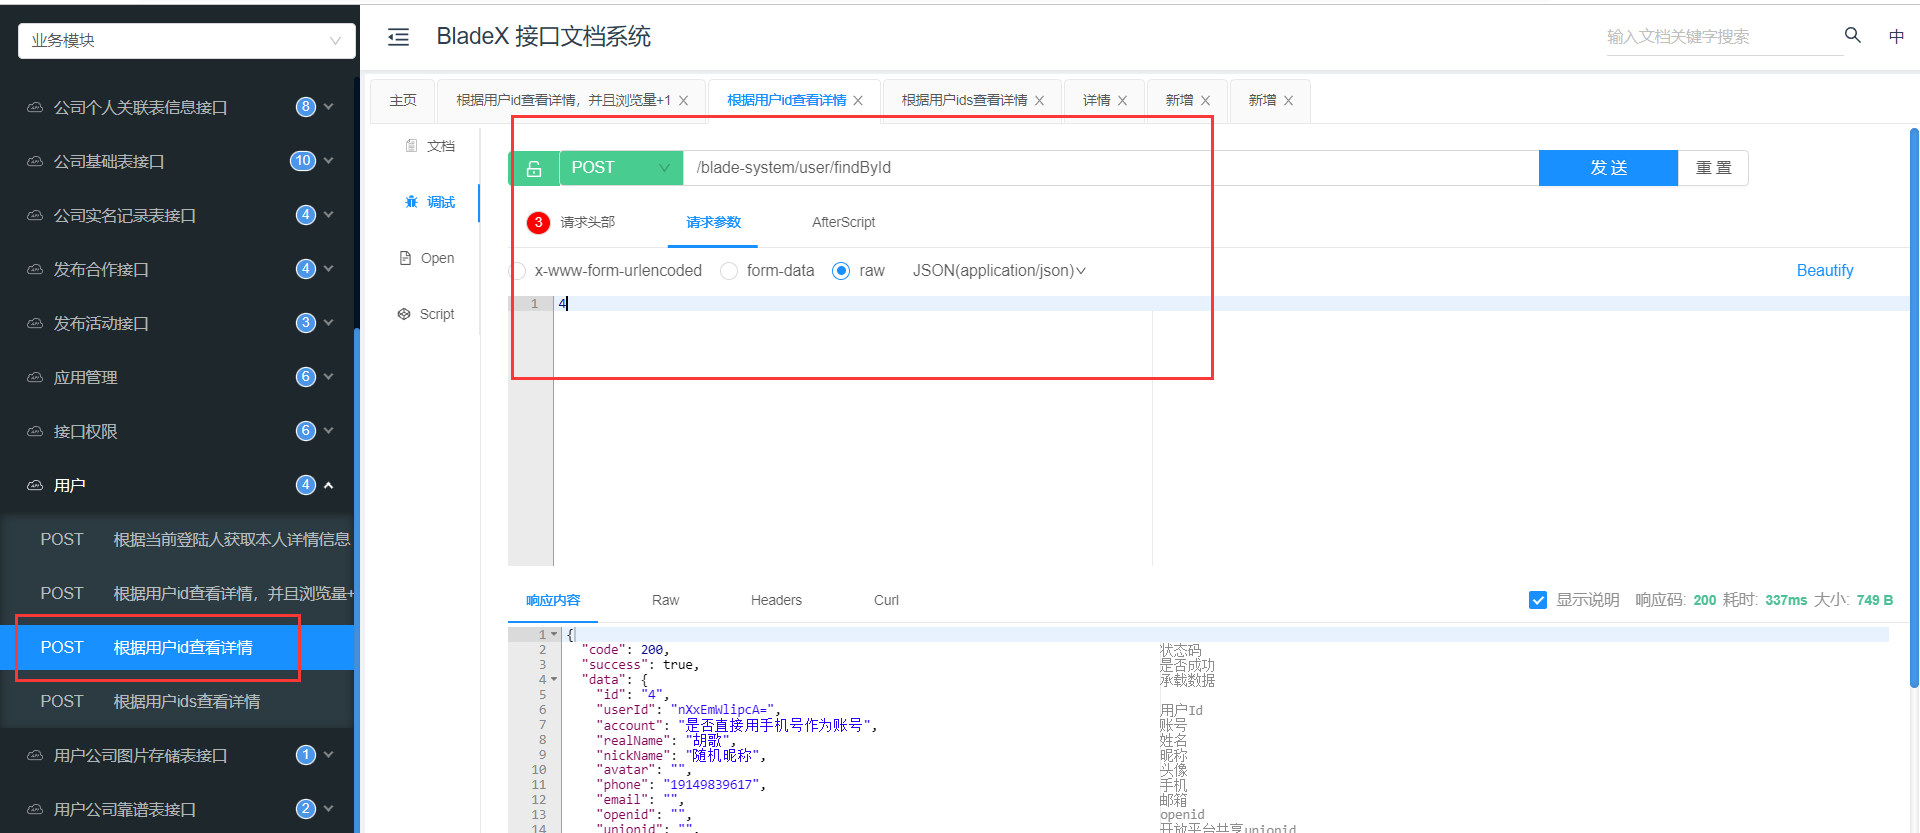 业务模块
BladeX 接口文档系统
输入文档关键字搜索
中
公司个人关联表信息接口 8
公司基础表接口 10
公司实名记录表接口 4
发布合作接口 4
发布活动接口 3
应用管理 6
接口权限 6
用户 4
POST 根据当前登陆人获取本人详情信息
POST 根据用户id查看详情，并且浏览量+
POST 根据用户id查看详情
POST 根据用户ids查看详情
用户公司图片存储表接口 1
用户公司靠谱表接口 2
主页 根据用户id查看详情，并且浏览量+1 根据用户id查看详情 根据用户ids查看详情 详情 新增 新增
文档
调试
Open
Script
POST /blade-system/user/findById 发 送 重 置
3 请求头部 请求参数 AfterScript
x-www-form-urlencoded form-data raw JSON(application/json)
Beautify
1 4
响应内容 Raw Headers Curl
显示说明 响应码: 200 耗时: 337ms 大小: 749 B
1 {
2 "code": 200, 状态码
3 "success": true, 是否成功
4 "data": { 承载数据
5 "id": "4",
6 "userId": "nXxEmWlipcA=", 用户Id
7 "account": "是否直接用手机号作为账号", 账号
8 "realName": "胡歌", 姓名
9 "nickName": "随机昵称", 昵称
10 "avatar": "", 头像
11 "phone": "19149839617", 手机
12 "email": "", 邮箱
13 "openid": "", openid
14 "unionid": "", 开放平台共享unionid